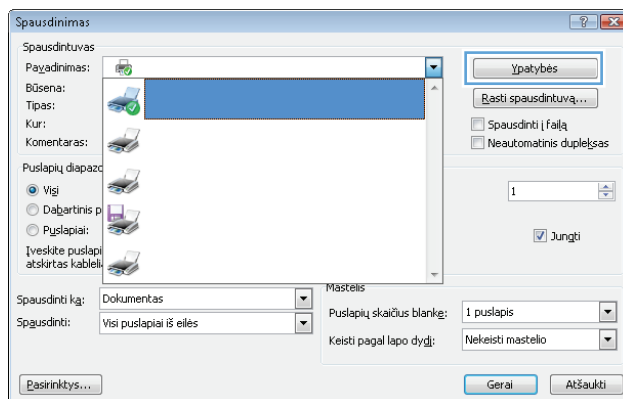 Spausdinimas
Spausdintuvas
Pavadinimas:
Ypatybės
Būsena:
Tipas:
Rasti spausdintuvą...
Kur:
Spausdinti į failą
Komentaras:
Neautomatinis dupleksas
Puslapių diapazo
Visi
1
Dabartinis p
Puslapiai:
Jungti
Įveskite puslapi
atskirtas kableli
Mastelis
Spausdinti ką: Dokumentas
Puslapių skaičius blanke: 1 puslapis
Spausdinti: Visi puslapiai iš eilės
Keisti pagal lapo dydį: Nekeisti mastelio
Pasirinktys...
Gerai
Atšaukti